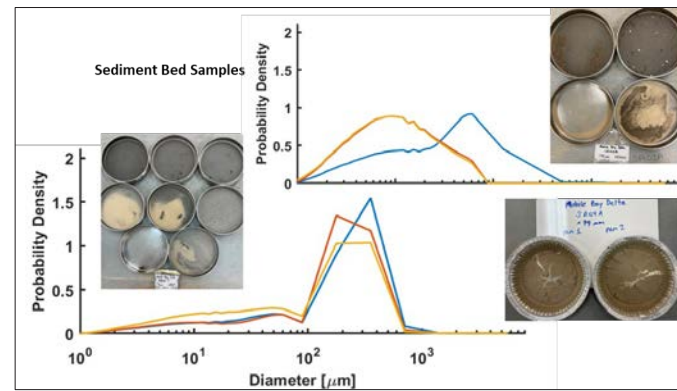 Sediment Bed Samples
Probability Density
2
1.5
1
0.5
0
Probability Density
2
1.5
1
0.5
0
10⁰
10¹
10²
10³
Diameter [μm]
Mobile Bay Delta